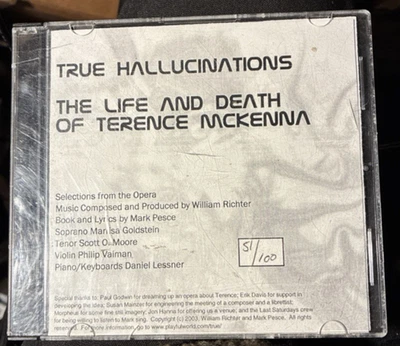 TRUE HALLUCINATIONS
THE LIFE AND DEATH
OF TERENCE MCKENNA
Selections from the Opera
Music Composed and Produced by William Richter
Book and Lyrics by Mark Pesce
Sopreno Marisa Goldstein
Tenor Scott O. Moore
Violin Philip Vaiman
Piano/Keyboards Daniel Lessner
51/100
Special thanks to: Paul Godwin for dreaming up an opera about Terence; Erik Davis for support in
developing the idea; Susan Mander for engineering the meeting of a composer and a librettist;
Morpheus for some fine still imagery; Jon Hanna for offering us a venue; and the Last Saturdays crew
for being willing to listen to Mark sing. Copyright (c) 2003, William Richter and Mark Pesce. All rights
reserved. For more information, go to www.playfulworld.com/true/